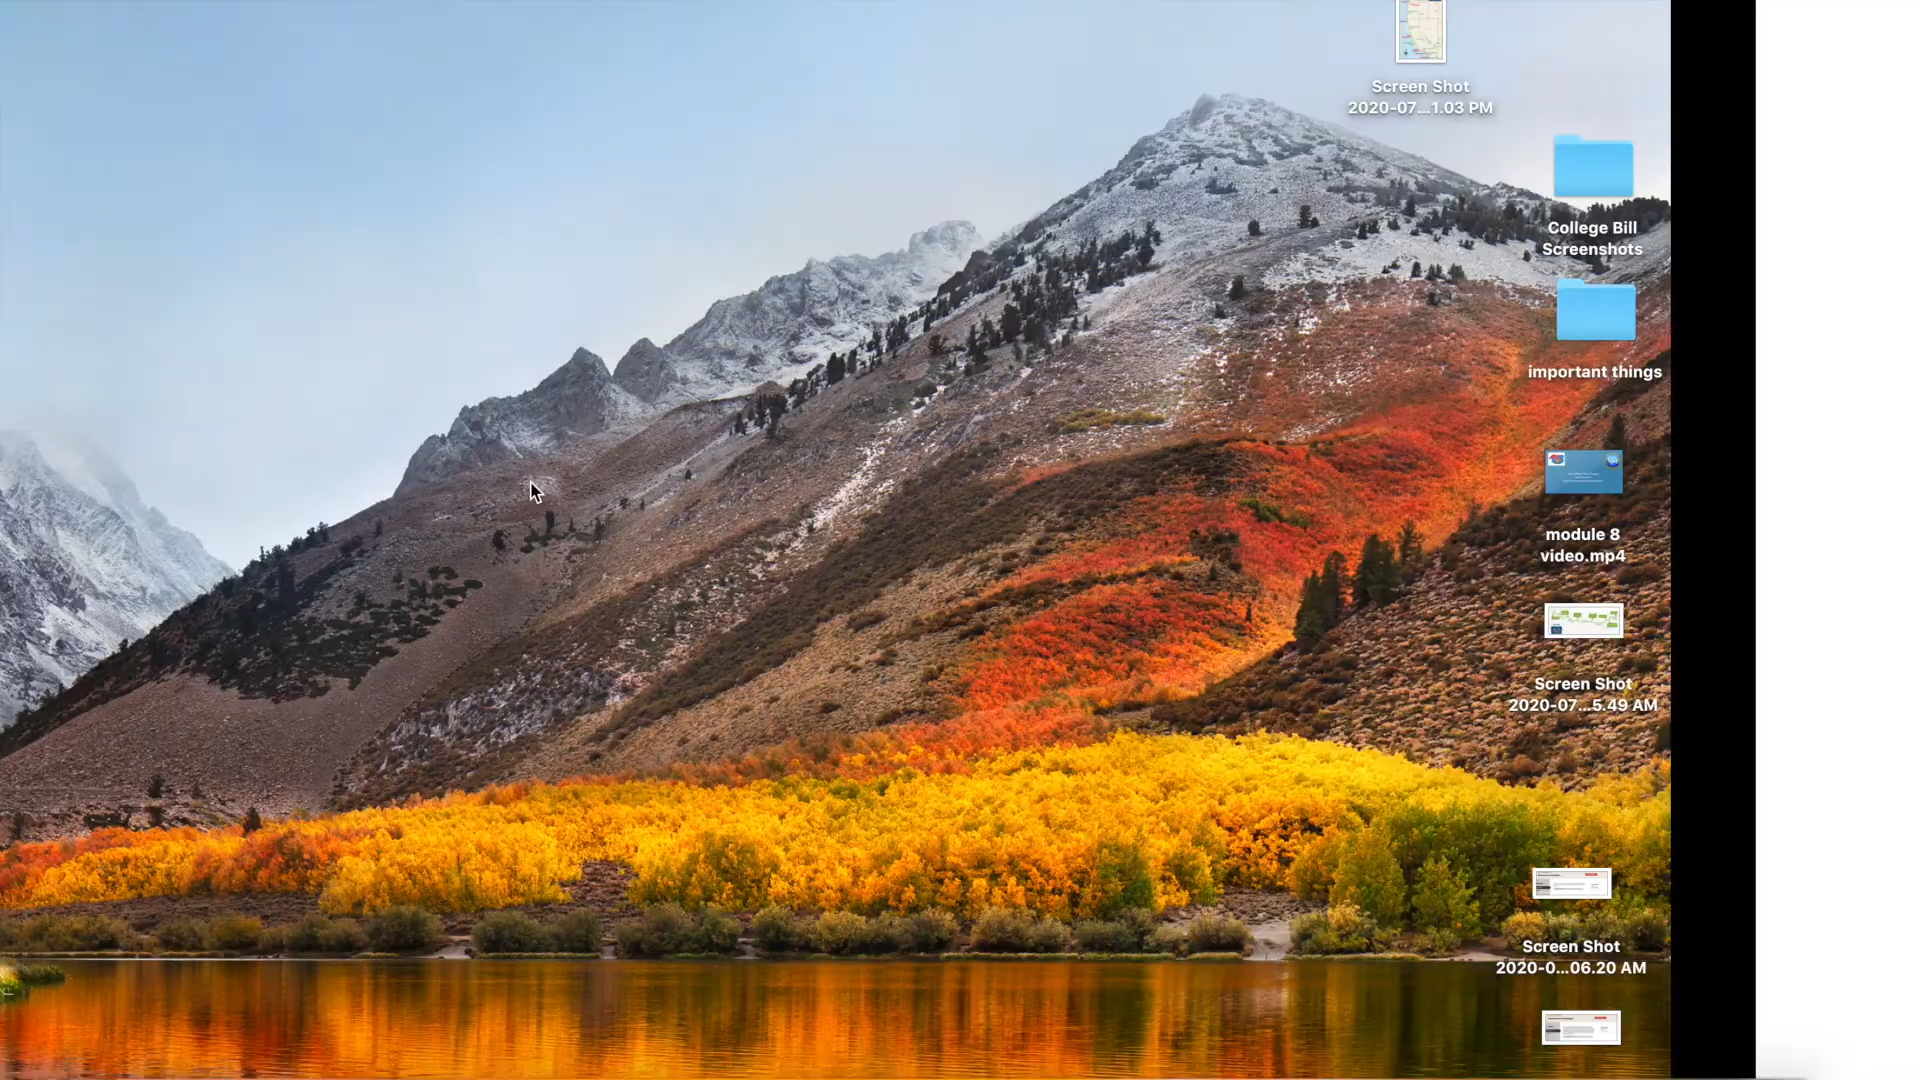 Screen Shot
2020-07...1.03 PM
College Bill
Screenshots
important things
module 8
video.mp4
Screen Shot
2020-07...5.49 AM
Screen Shot
2020-0...06.20 AM